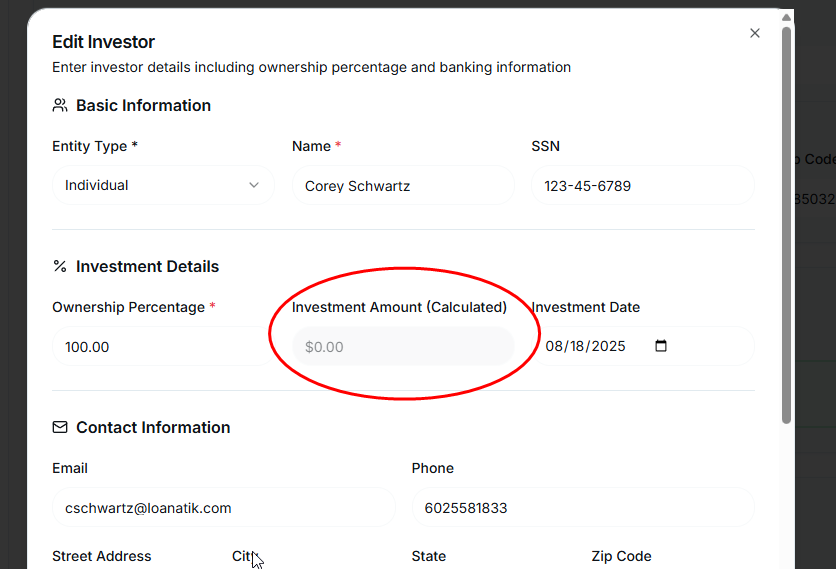 Edit Investor
Enter investor details including ownership percentage and banking information
Basic Information
Entity Type * Name * SSN
Individual Corey Schwartz 123-45-6789
Investment Details
Ownership Percentage * Investment Amount (Calculated) Investment Date
100.00 $0.00 08/18/2025
Contact Information
Email Phone
cschwartz@loanatik.com 6025581833
Street Address City State Zip Code
Code
85032